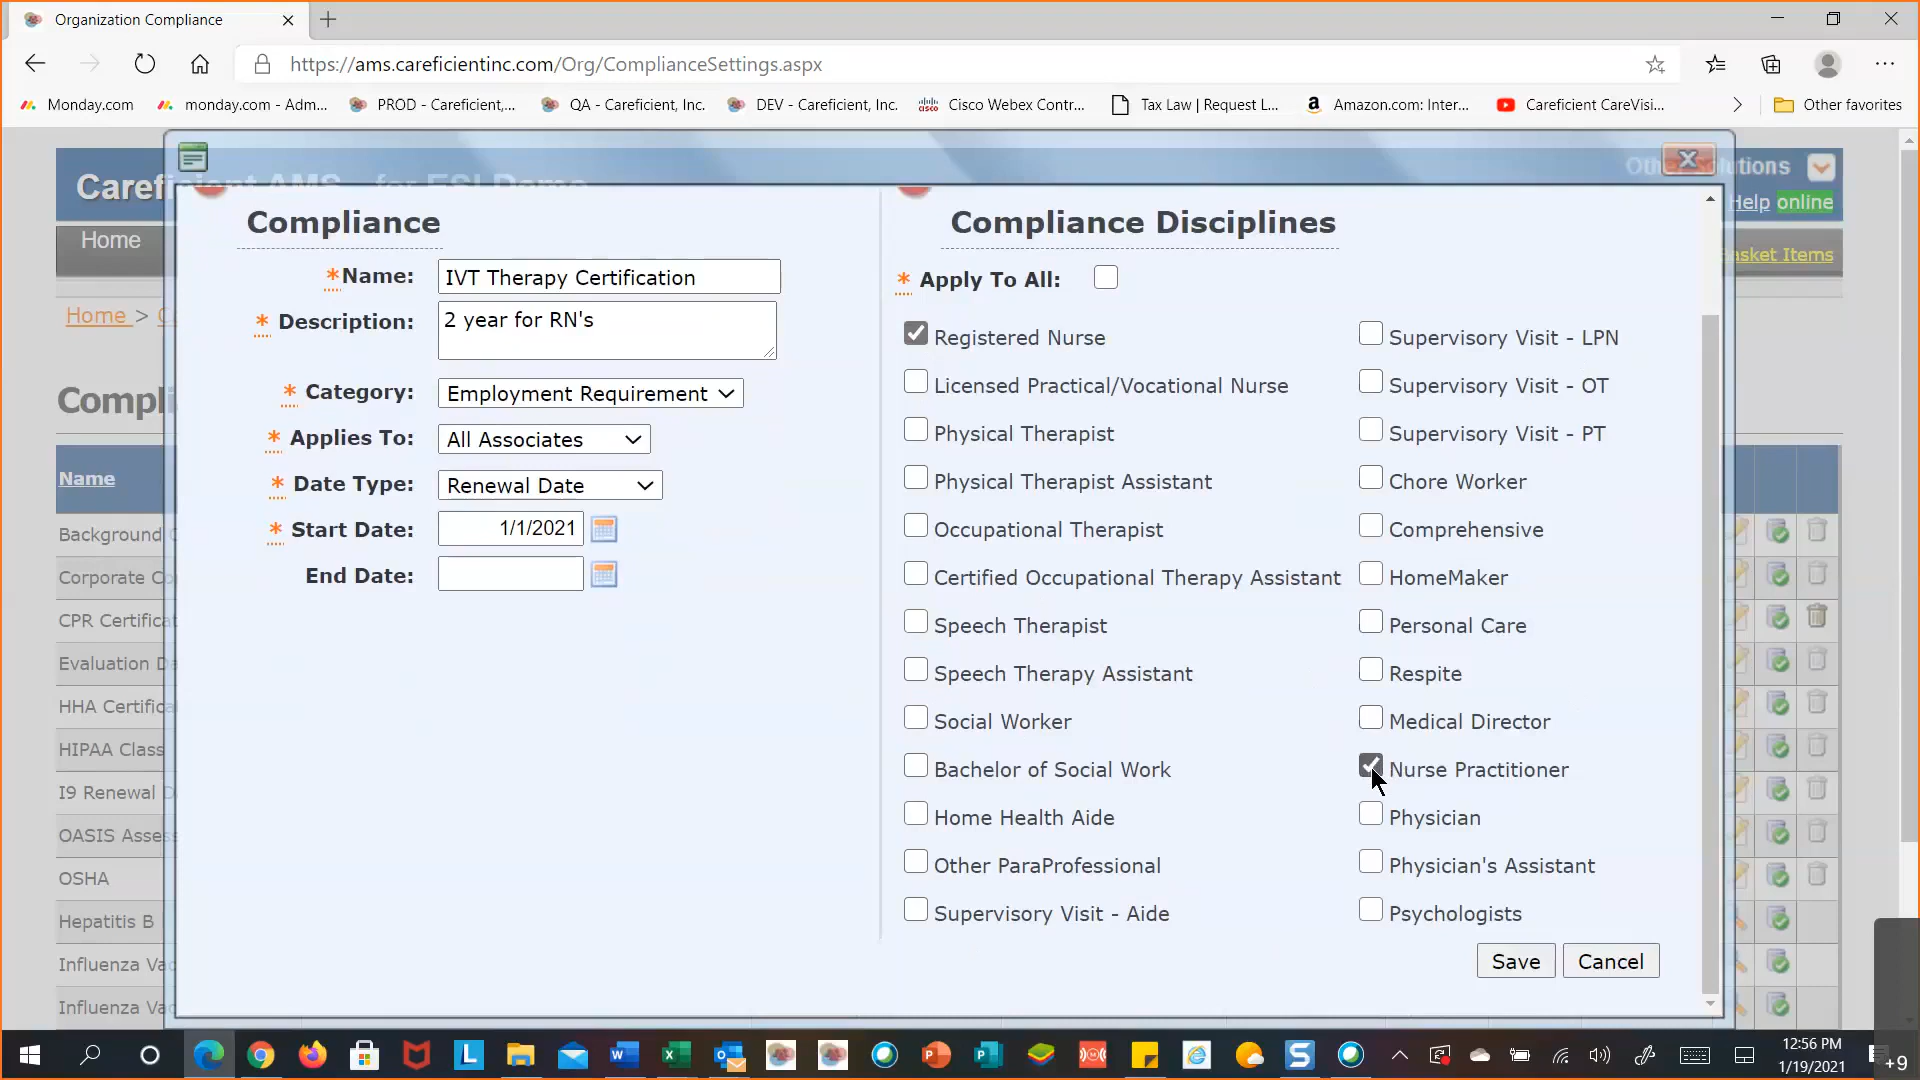 Organization Compliance
https://ams.careficientinc.com/Org/ComplianceSettings.aspx
Monday.com
monday.com - Adm...
PROD - Careficient,...
QA - Careficient, Inc.
DEV - Careficient, Inc.
Cisco Webex Contr...
Tax Law | Request L...
Amazon.com: Inter...
Careficient CareVisi...
Other favorites
Help online
Home
Basket Items
Home >
Compliance
*Name: IVT Therapy Certification
* Description: 2 year for RN's
* Category: Employment Requirement
* Applies To: All Associates
* Date Type: Renewal Date
* Start Date: 1/1/2021
End Date:
Compliance Disciplines
* Apply To All:
Registered Nurse
Licensed Practical/Vocational Nurse
Physical Therapist
Physical Therapist Assistant
Occupational Therapist
Certified Occupational Therapy Assistant
Speech Therapist
Speech Therapy Assistant
Social Worker
Bachelor of Social Work
Home Health Aide
Other ParaProfessional
Supervisory Visit - Aide
Supervisory Visit - LPN
Supervisory Visit - OT
Supervisory Visit - PT
Chore Worker
Comprehensive
HomeMaker
Personal Care
Respite
Medical Director
Nurse Practitioner
Physician
Physician's Assistant
Psychologists
Save
Cancel
Name
Background
Corporate
CPR Certifica
Evaluation
HHA Certifica
HIPAA Class
I9 Renewal
OASIS Asses
OSHA
Hepatitis B
Influenza Vac
Influenza Vac
12:56 PM
1/19/2021
+9